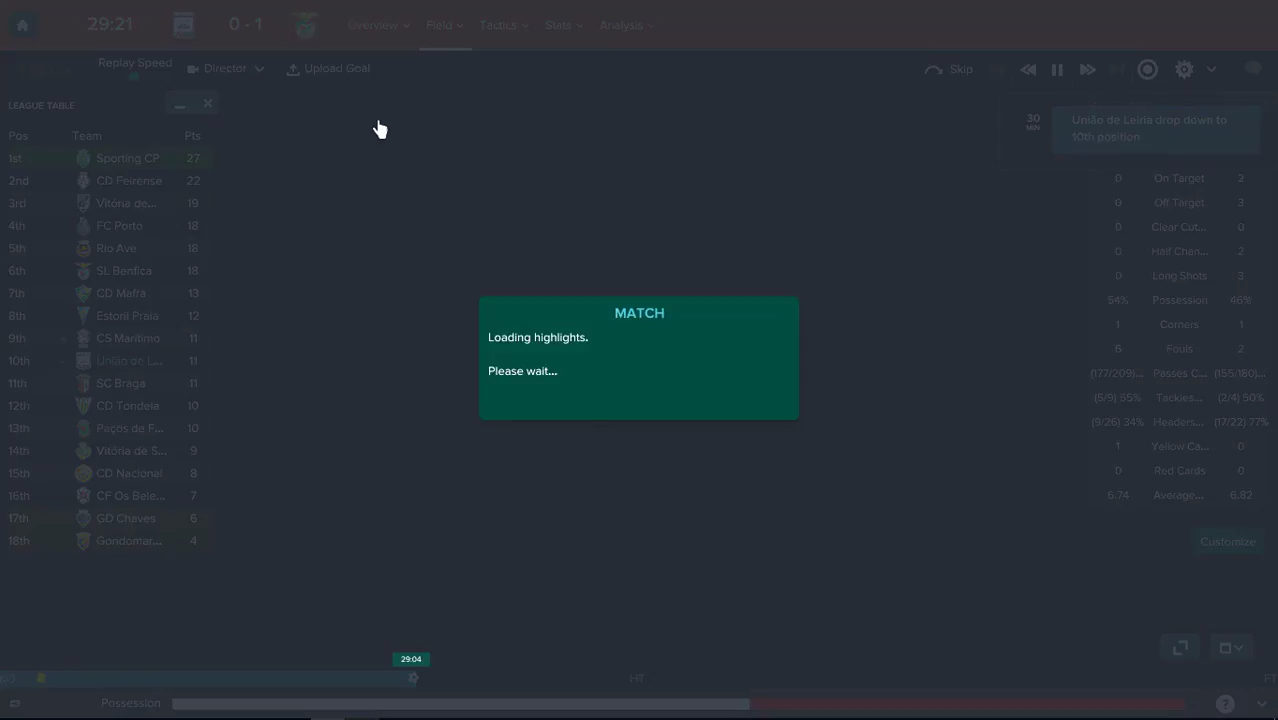 29:21
0 - 1
Overview
Field
Tactics
Stats
Analysis
Replay Speed
Director
Upload Goal
Skip
LEAGUE TABLE
Pos Team Pts
1st Sporting CP 27
2nd CD Feirense 22
3rd Vitória de... 19
4th FC Porto 18
5th Rio Ave 18
6th SL Benfica 18
7th CD Mafra 13
8th Estoril Praia 12
9th CS Marítimo 11
10th União de L... 11
11th SC Braga 11
12th CD Tondela 10
13th Paços de F... 10
14th Vitória de S... 9
15th CD Nacional 8
16th CF Os Bele... 7
17th GD Chaves 6
18th Gondomar... 4
MATCH
Loading highlights.
Please wait...
30
MIN
União de Leiria drop down to
10th position
0 On Target 2
0 Off Target 3
0 Clear Cut... 0
0 Half Chan... 2
0 Long Shots 3
54% Possession 46%
1 Corners 1
6 Fouls 2
(177/209)... Passes C... (155/180)...
(5/9) 55% Tackles... (2/4) 50%
(9/26) 34% Headers... (17/22) 77%
1 Yellow Ca... 0
0 Red Cards 0
6.74 Average... 6.82
Customize
29:04
HT
FT
Possession
?